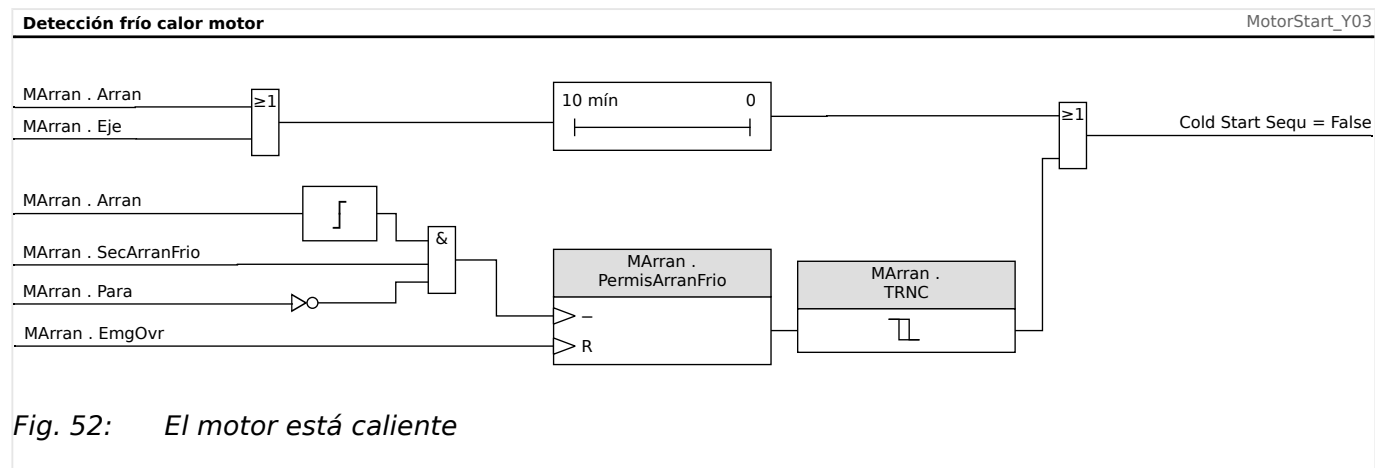 Detección frío calor motor
MotorStart_Y03
MArran . Arran
≥1
10 mín 0
≥1
MArran . Eje
Cold Start Sequ = False
MArran . Arran
MArran . SecArranFrio
&
MArran .
PermisArranFrio
MArran .
TRNC
MArran . Para
–
MArran . EmgOvr
R
Fig. 52: El motor está caliente